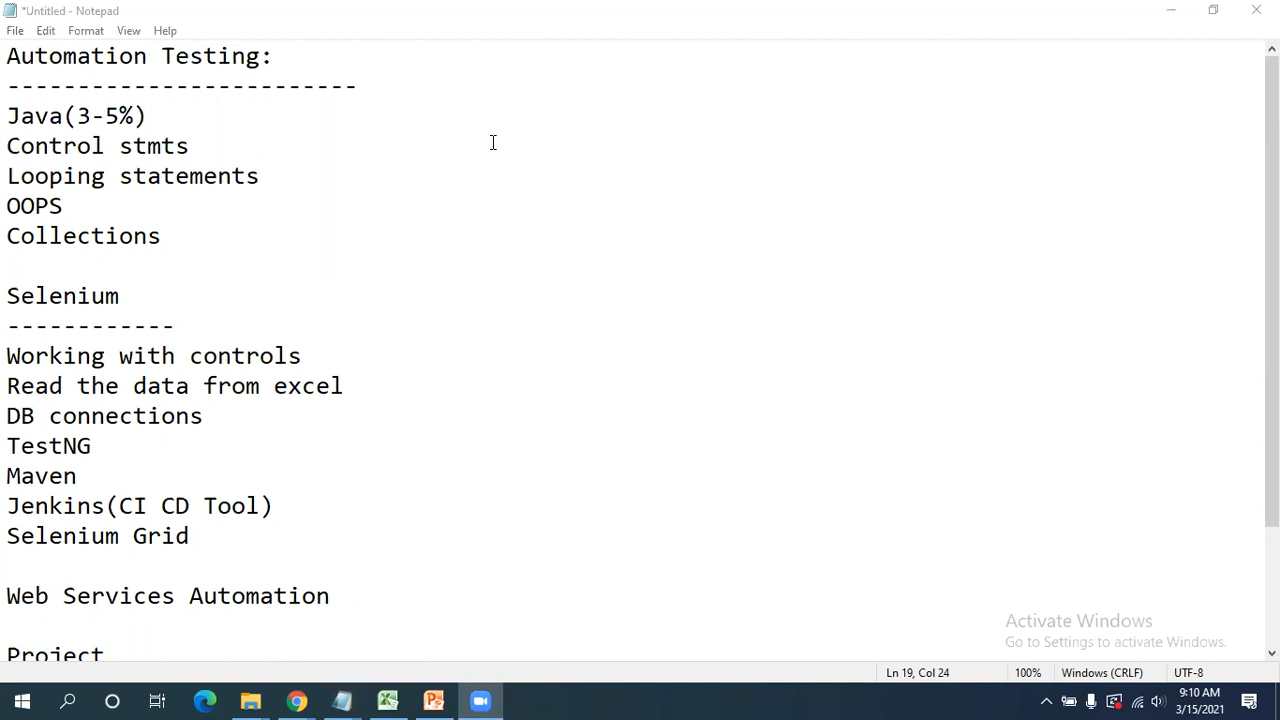 *Untitled - Notepad
File Edit Format View Help
Automation Testing:
-------------------------
Java(3-5%)
Control stmts
Looping statements
OOPS
Collections
Selenium
------------
Working with controls
Read the data from excel
DB connections
TestNG
Maven
Jenkins(CI CD Tool)
Selenium Grid
Web Services Automation
Project
Activate Windows
Go to Settings to activate Windows.
Ln 19, Col 24 100% Windows (CRLF) UTF-8
9:10 AM
3/15/2021